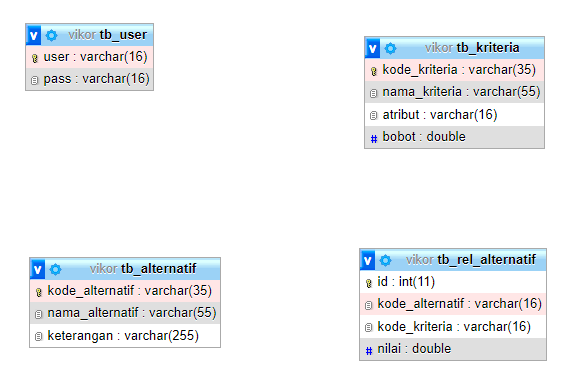 v vikor tb_user
user : varchar(16)
pass : varchar(16)
v vikor tb_kriteria
kode_kriteria : varchar(35)
nama_kriteria : varchar(55)
atribut : varchar(16)
# bobot : double
v vikor tb_alternatif
kode_alternatif : varchar(35)
nama_alternatif : varchar(55)
keterangan : varchar(255)
v vikor tb_rel_alternatif
id : int(11)
kode_alternatif : varchar(16)
kode_kriteria : varchar(16)
# nilai : double